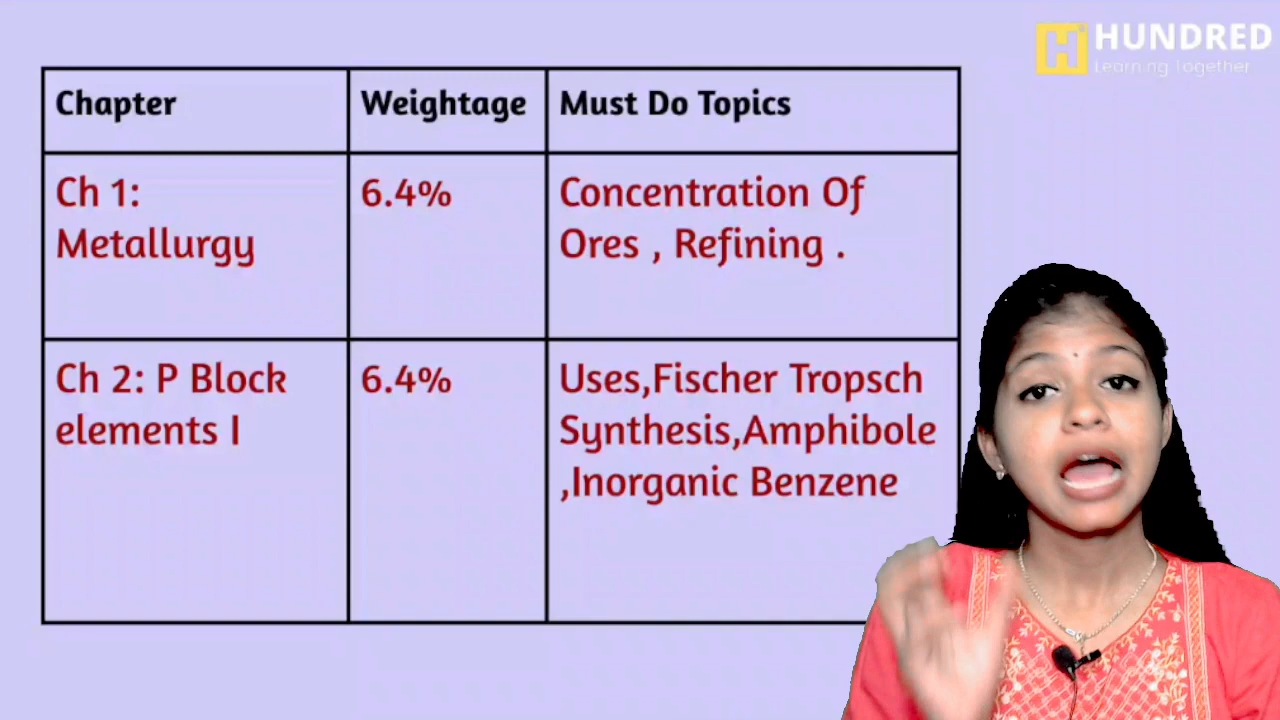 HUNDRED
Learning Together
Chapter Weightage Must Do Topics
Ch 1: 6.4% Concentration Of
Metallurgy Ores , Refining .
Ch 2: P Block 6.4% Uses,Fischer Tropsch
elements I Synthesis,Amphibole
,Inorganic Benzene